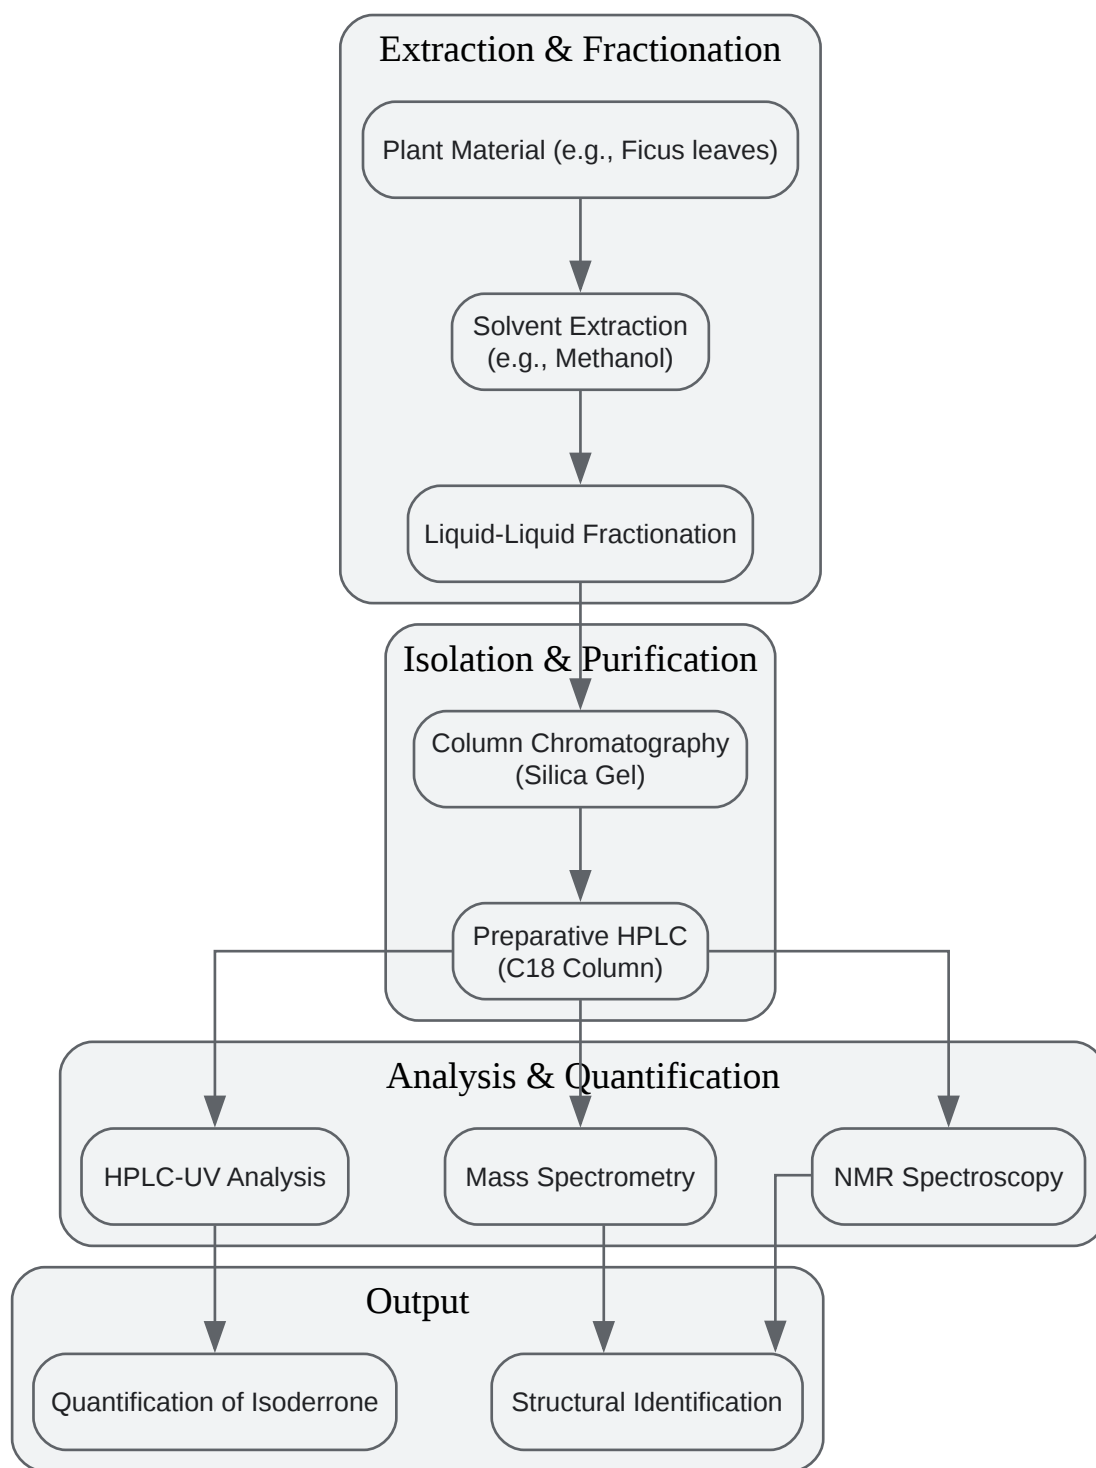 Extraction & Fractionation
Plant Material (e.g., Ficus leaves)
Solvent Extraction
(e.g., Methanol)
Liquid-Liquid Fractionation
Isolation & Purification
Column Chromatography
(Silica Gel)
Preparative HPLC
(C18 Column)
Analysis & Quantification
HPLC-UV Analysis
Mass Spectrometry
NMR Spectroscopy
Output
Quantification of Isoderrone
Structural Identification